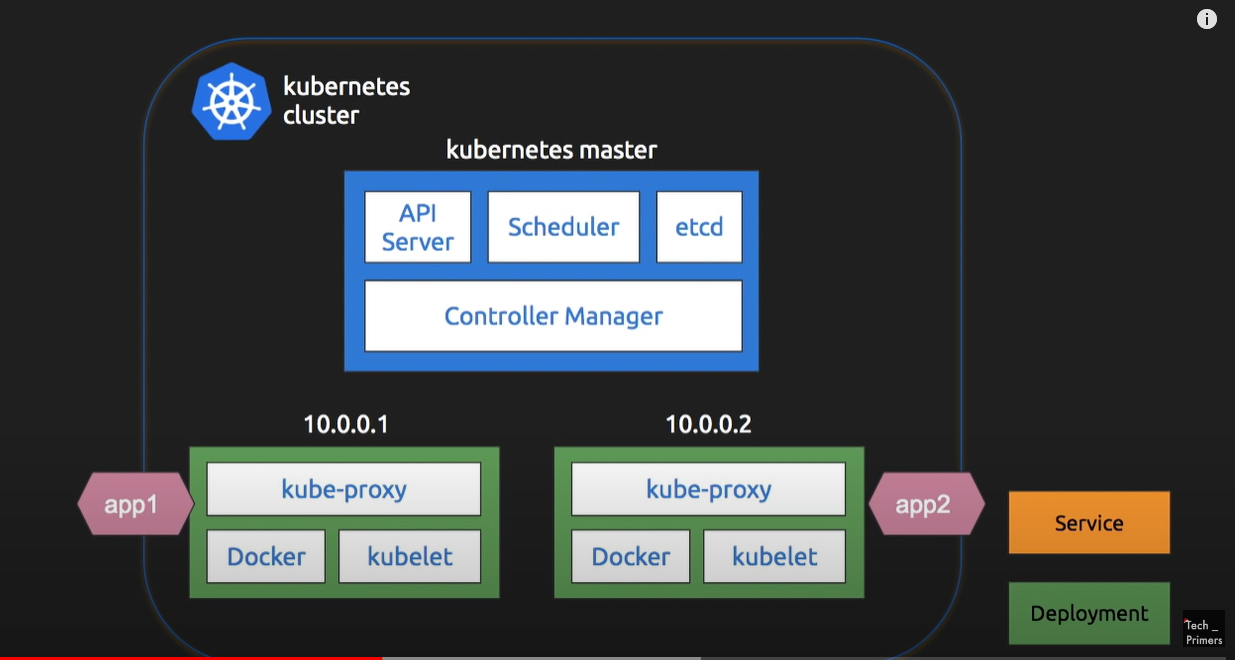 kubernetes
cluster
kubernetes master
API
Server
Scheduler
etcd
Controller Manager
10.0.0.1
10.0.0.2
app1
kube-proxy
Docker
kubelet
kube-proxy
Docker
kubelet
app2
Service
Deployment
Tech _
Primers
i